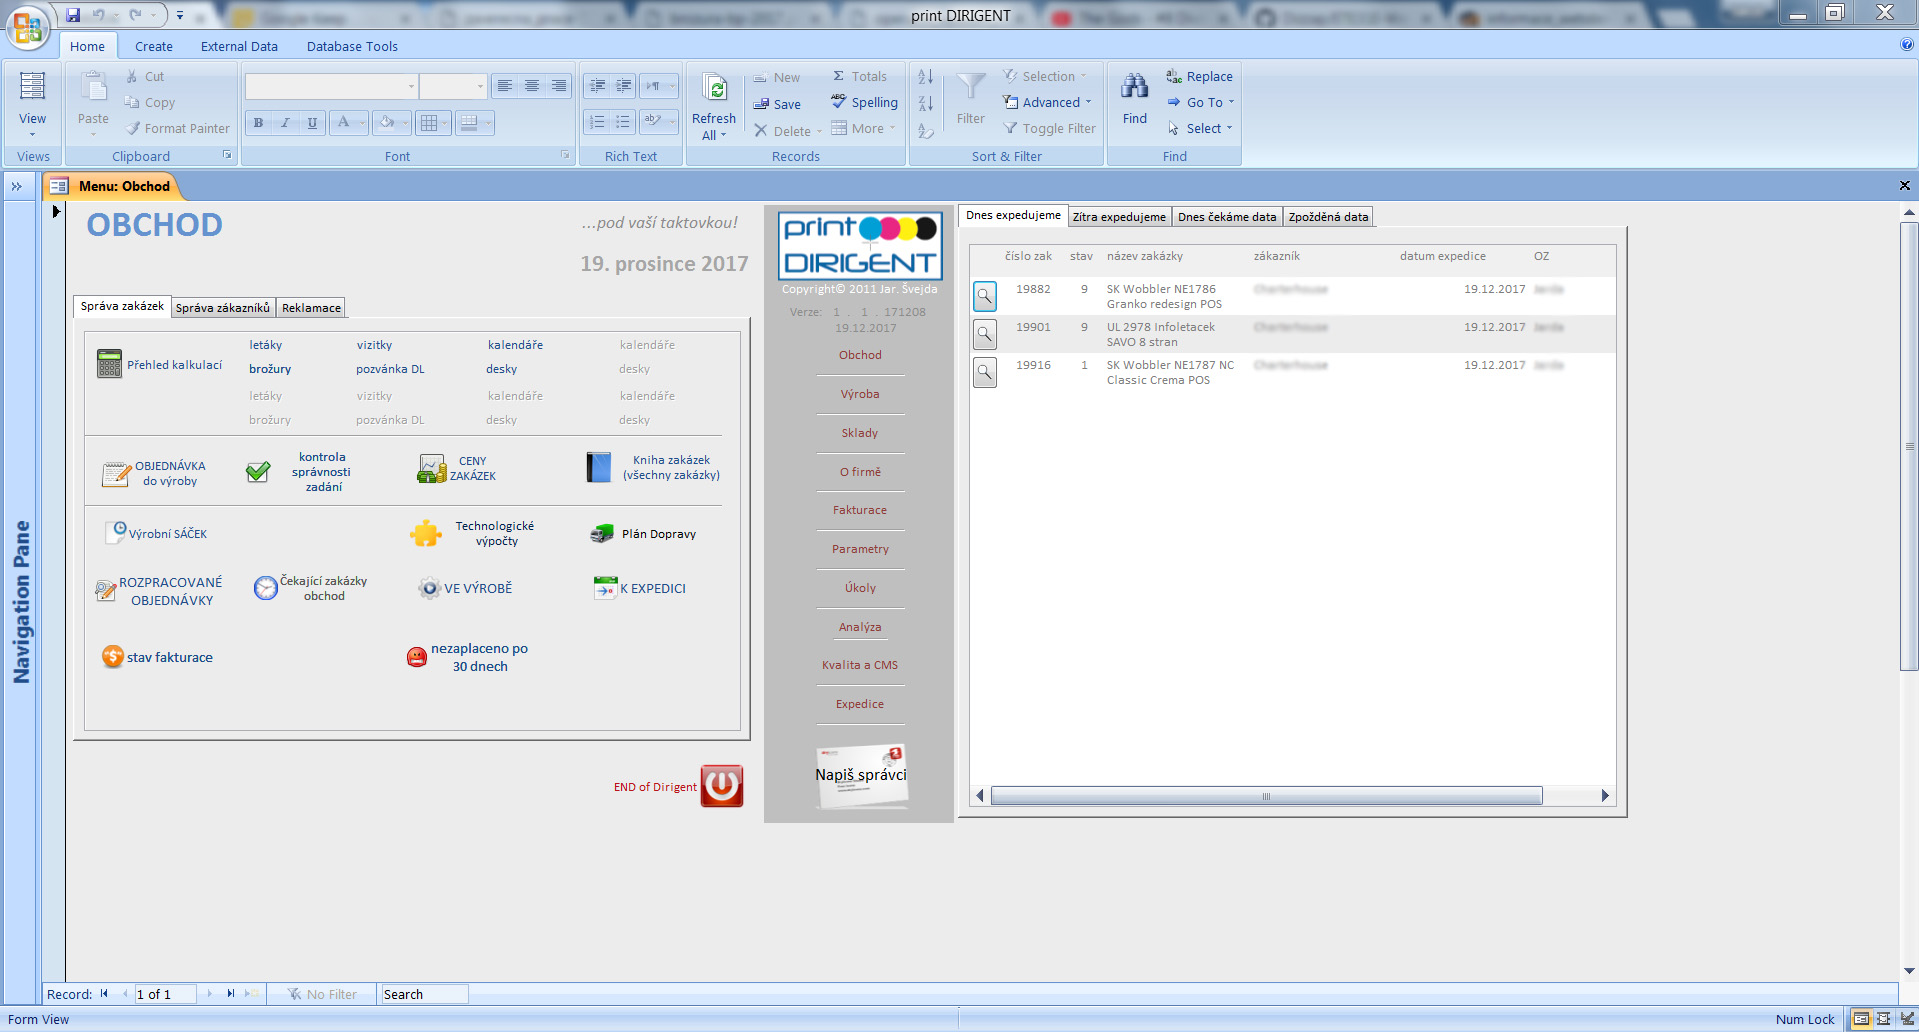 print DIRIGENT
Home Create External Data Database Tools
View
Views
Paste
Cut
Copy
Format Painter
Clipboard
B I U A
Font
Rich Text
Refresh
All
New
Save
Delete
Totals
Spelling
More
Records
Filter
Selection
Advanced
Toggle Filter
Sort & Filter
Find
Replace
Go To
Select
Find
Menu: Obchod
Navigation Pane
OBCHOD
...pod vaší taktovkou!
19. prosince 2017
Správa zakázek Správa zákazníků Reklamace
Přehled kalkulací
letáky vizitky kalendáře kalendáře
brožury pozvánka DL desky desky
letáky vizitky kalendáře kalendáře
brožury pozvánka DL desky desky
OBJEDNÁVKA
do výroby
kontrola
správnosti
zadání
CENY
ZAKÁZEK
Kniha zakázek
(všechny zakázky)
Výrobní SÁČEK
Technologické
výpočty
Plán Dopravy
ROZPRACOVANÉ
OBJEDNÁVKY
Čekající zakázky
obchod
VE VÝROBĚ
K EXPEDICI
stav fakturace
nezaplaceno po
30 dnech
END of Dirigent
print
DIRIGENT
Copyright© 2011 Jar. Švejda
Verze: 1 . 1 . 171208
19.12.2017
Obchod
Výroba
Sklady
O firmě
Fakturace
Parametry
Úkoly
Analýza
Kvalita a CMS
Expedice
Napiš správci
Dnes expedujeme Zítra expedujeme Dnes čekáme data Zpožděná data
číslo zak stav název zakázky zákazník datum expedice OZ
19882 9 SK Wobbler NE1786 19.12.2017
Granko redesign POS
19901 9 UL 2978 Infoletacek 19.12.2017
SAVO 8 stran
19916 1 SK Wobbler NE1787 NC 19.12.2017
Classic Crema POS
Record: 1 of 1 No Filter Search
Form View Num Lock